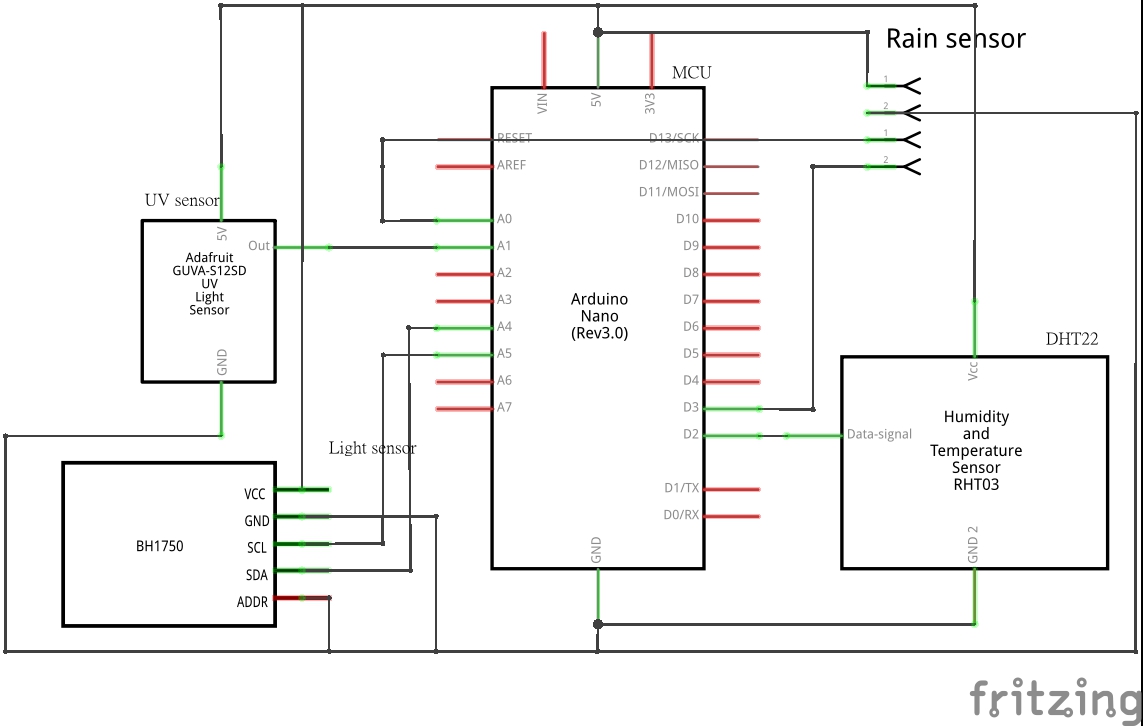 Rain sensor
MCU
VIN
5V
3V3
1
2
1
2
RESET
AREF
A0
A1
A2
A3
A4
A5
A6
A7
D13/SCK
D12/MISO
D11/MOSI
D10
D9
D8
D7
D6
D5
D4
D3
D2
D1/TX
D0/RX
GND
Arduino
Nano
(Rev3.0)
UV sensor
5V
Out
Adafruit
GUVA-S12SD
UV
Light
Sensor
GND
Light sensor
BH1750
VCC
GND
SCL
SDA
ADDR
DHT22
Vcc
Data-signal
Humidity
and
Temperature
Sensor
RHT03
GND 2
fritzing